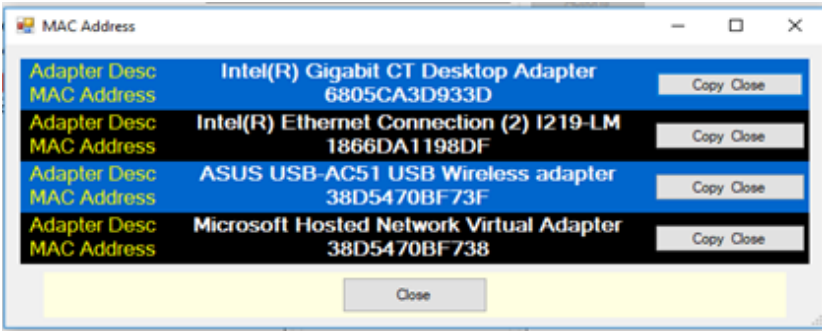 MAC Address
Adapter Desc Intel(R) Gigabit CT Desktop Adapter
MAC Address 6805CA3D933D
Copy Close
Adapter Desc Intel(R) Ethernet Connection (2) I219-LM
MAC Address 1866DA1198DF
Copy Close
Adapter Desc ASUS USB-AC51 USB Wireless adapter
MAC Address 38D5470BF73F
Copy Close
Adapter Desc Microsoft Hosted Network Virtual Adapter
MAC Address 38D5470BF738
Copy Close
Close